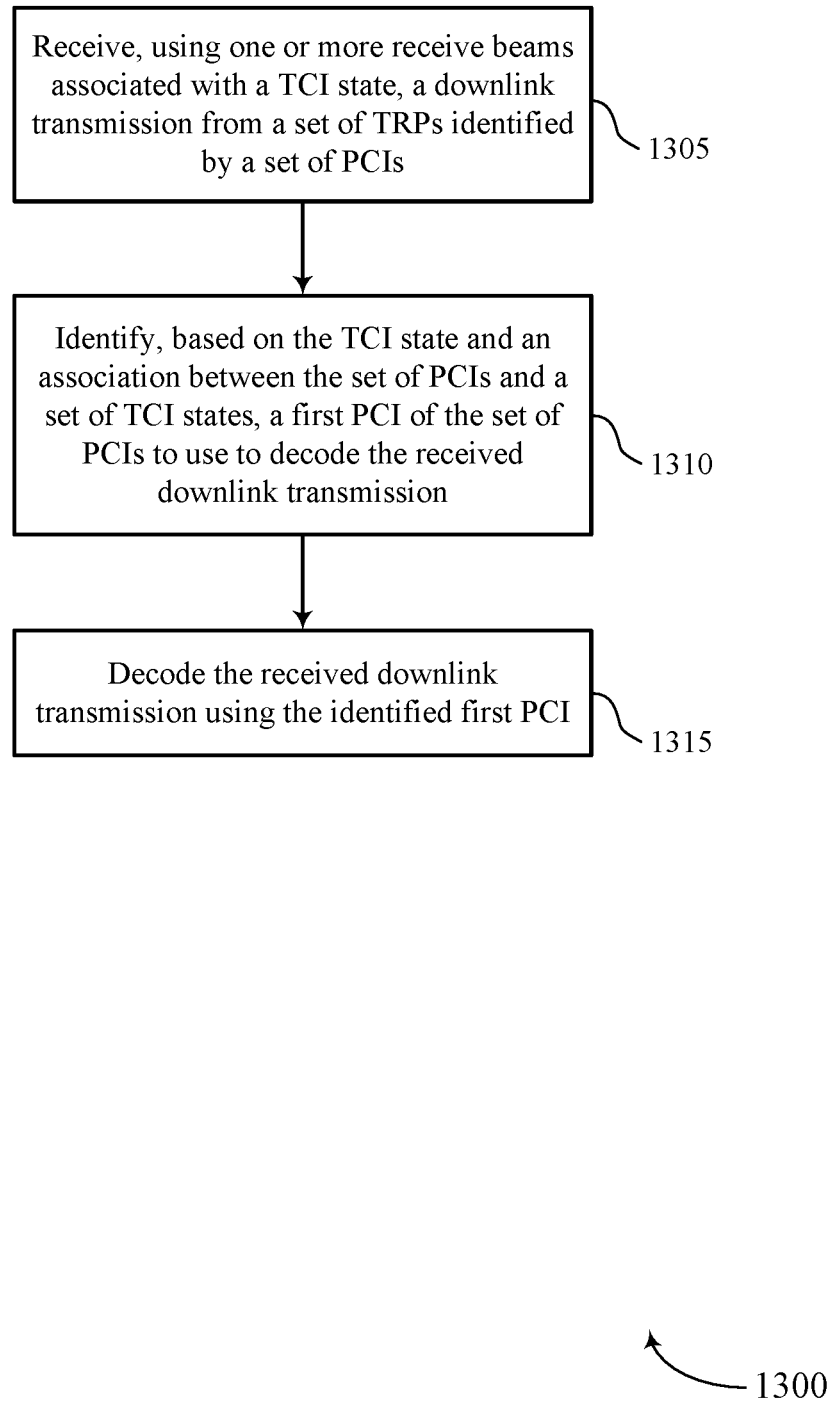 Receive, using one or more receive beams
associated with a TCI state, a downlink
transmission from a set of TRPs identified
by a set of PCIs
1305
Identify, based on the TCI state and an
association between the set of PCIs and a
set of TCI states, a first PCI of the set of
PCIs to use to decode the received
downlink transmission
1310
Decode the received downlink
transmission using the identified first PCI
1315
1300